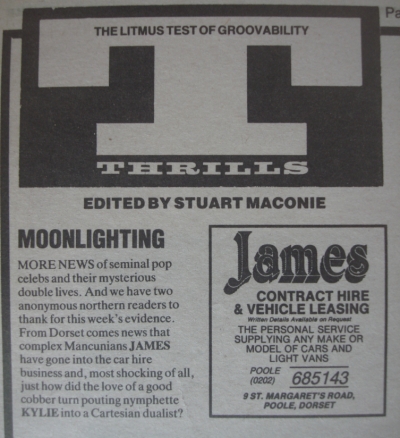 Pa
THE LITMUS TEST OF GROOVABILITY
T
THRILLS
EDITED BY STUART MACONIE
MOONLIGHTING
MORE NEWS of seminal pop
celebs and their mysterious
double lives. And we have two
anonymous northern readers to
thank for this week's evidence.
From Dorset comes news that
complex Mancunians JAMES
have gone into the car hire
business and, most shocking of all,
just how did the love of a good
cobber turn pouting nymphette
KYLIE into a Cartesian dualist?
James
CONTRACT HIRE
& VEHICLE LEASING
Written Details Available on Request
THE PERSONAL SERVICE
SUPPLYING ANY MAKE OR
MODEL OF CARS AND
LIGHT VANS
POOLE
(0202) 685143
9 ST. MARGARET'S ROAD,
POOLE, DORSET